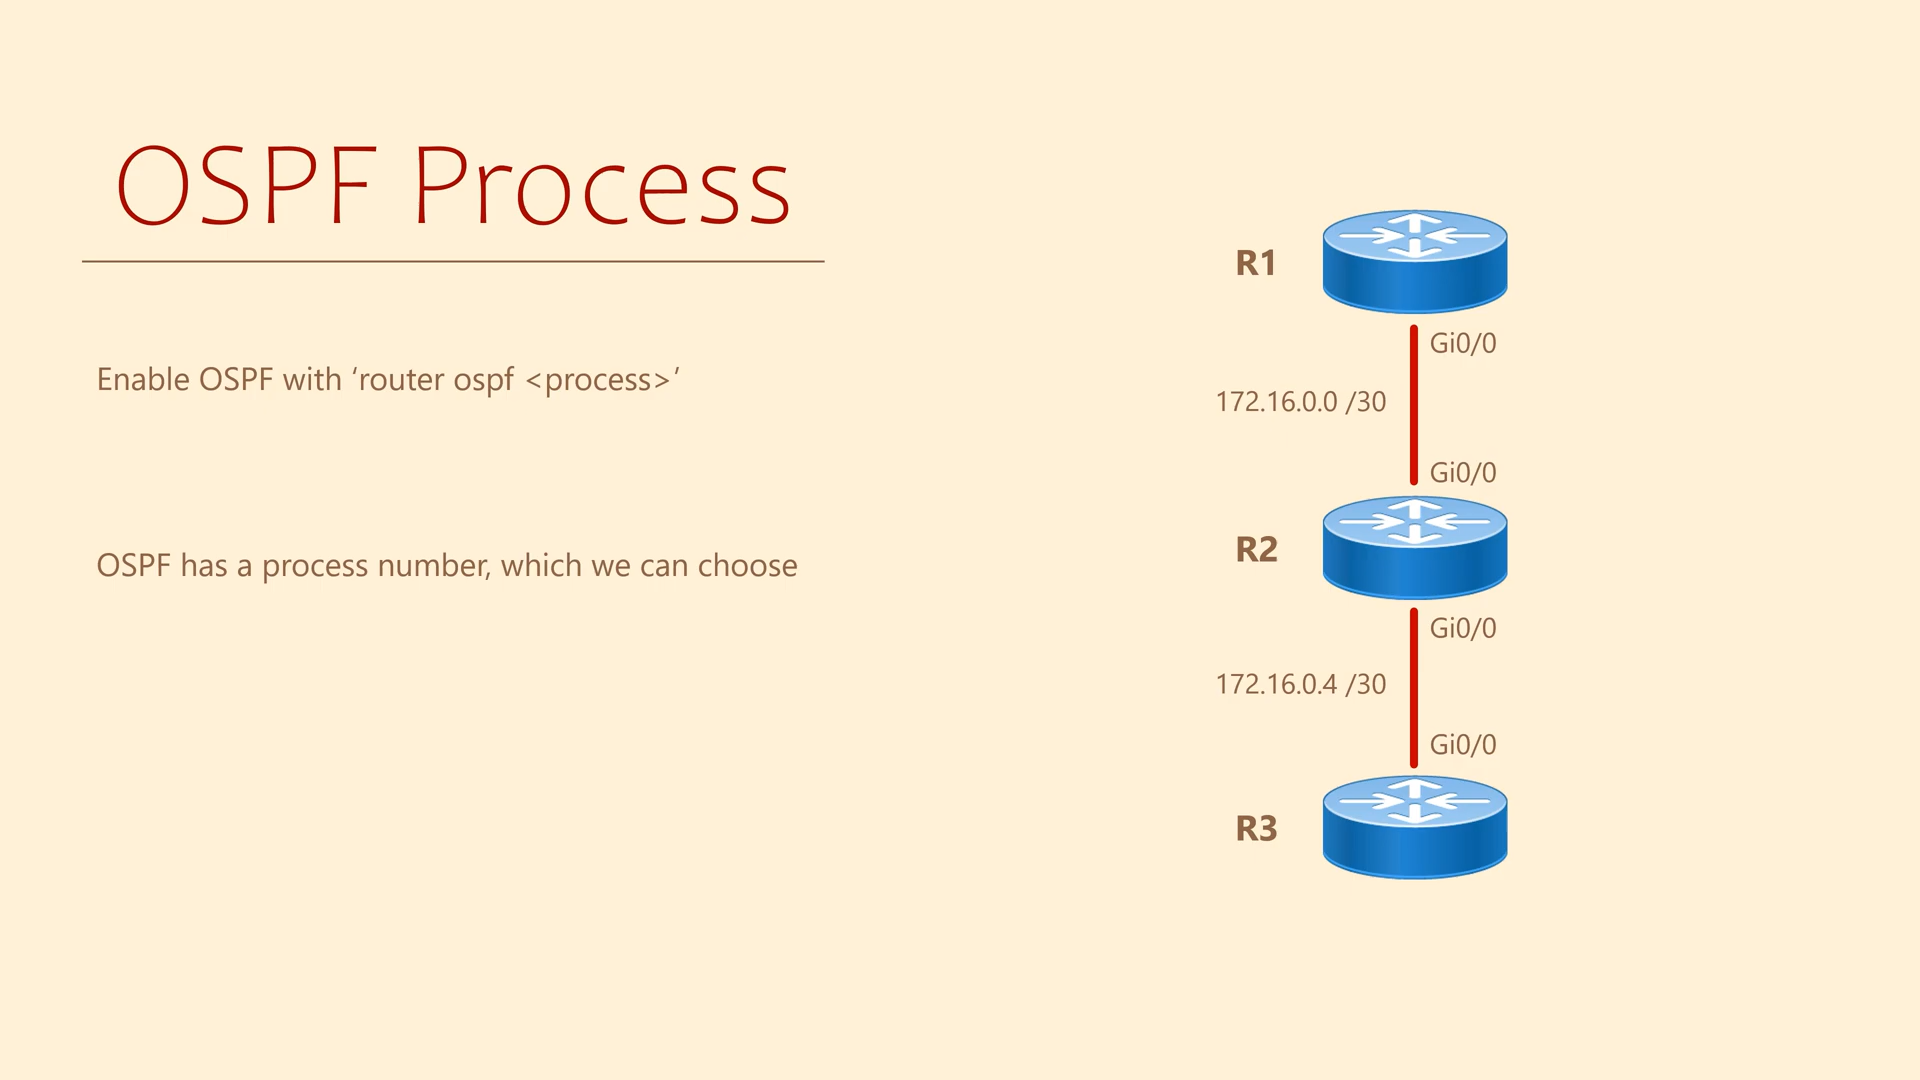 OSPF Process
Enable OSPF with ‘router ospf <process>’
OSPF has a process number, which we can choose
R1
Gi0/0
172.16.0.0 /30
Gi0/0
R2
Gi0/0
172.16.0.4 /30
Gi0/0
R3